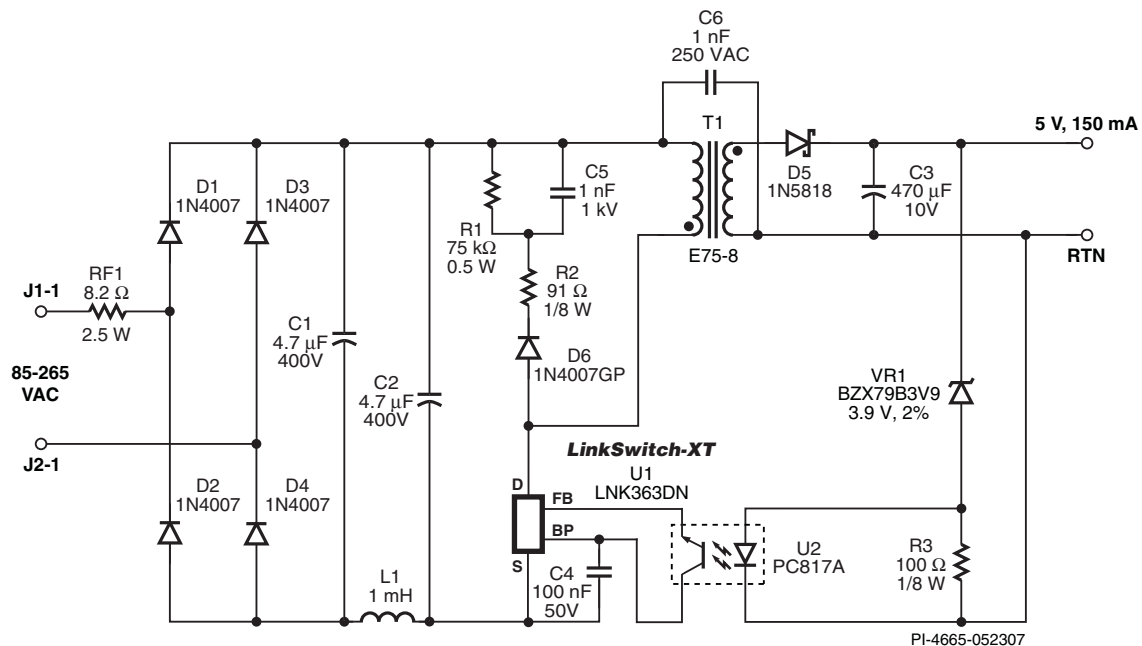 C6
1 nF
250 VAC
T1
5 V, 150 mA
D1
1N4007
D3
1N4007
C5
1 nF
1 kV
D5
1N5818
C3
470 µF
10V
R1
75 kΩ
0.5 W
E75-8
RTN
RF1
8.2 Ω
2.5 W
J1-1
R2
91 Ω
1/8 W
C1
4.7 µF
400V
D6
1N4007GP
85-265
VAC
C2
4.7 µF
400V
VR1
BZX79B3V9
3.9 V, 2%
J2-1
LinkSwitch-XT
U1
LNK363DN
D
FB
BP
S
D2
1N4007
D4
1N4007
U2
PC817A
R3
100 Ω
1/8 W
L1
1 mH
C4
100 nF
50V
PI-4665-052307